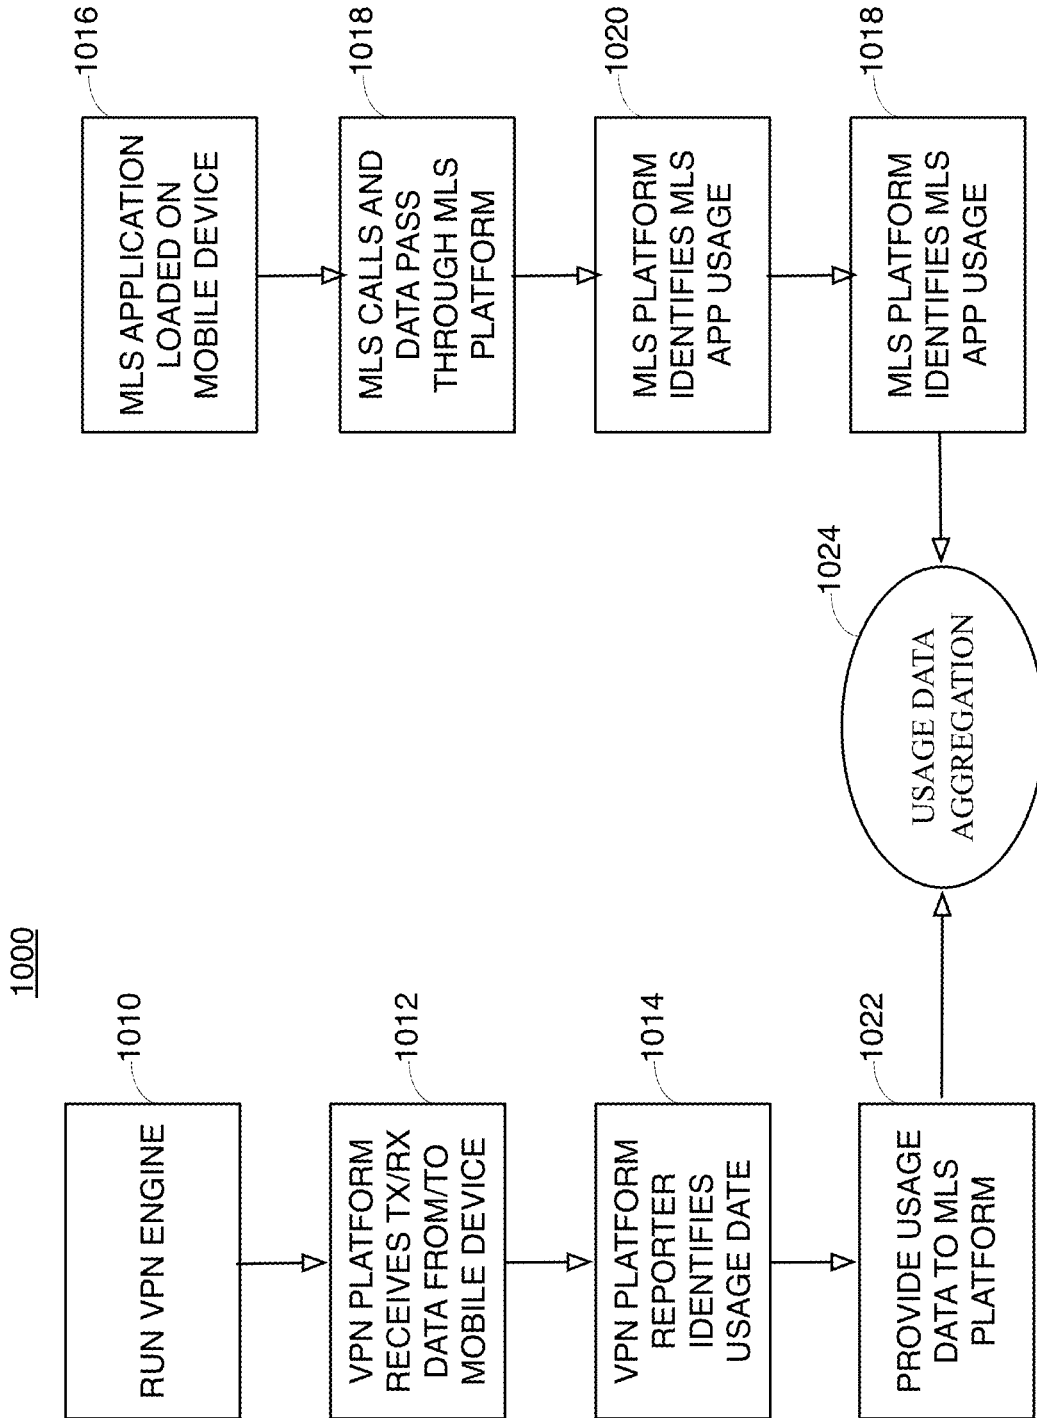 1000
1010
RUN VPN ENGINE
1012
VPN PLATFORM
RECEIVES TX/RX
DATA FROM/TO
MOBILE DEVICE
1014
VPN PLATFORM
REPORTER
IDENTIFIES
USAGE DATE
1022
PROVIDE USAGE
DATA TO MLS
PLATFORM
1016
MLS APPLICATION
LOADED ON
MOBILE DEVICE
1018
MLS CALLS AND
DATA PASS
THROUGH MLS
PLATFORM
1020
MLS PLATFORM
IDENTIFIES MLS
APP USAGE
1018
MLS PLATFORM
IDENTIFIES MLS
APP USAGE
1024
USAGE DATA
AGGREGATION